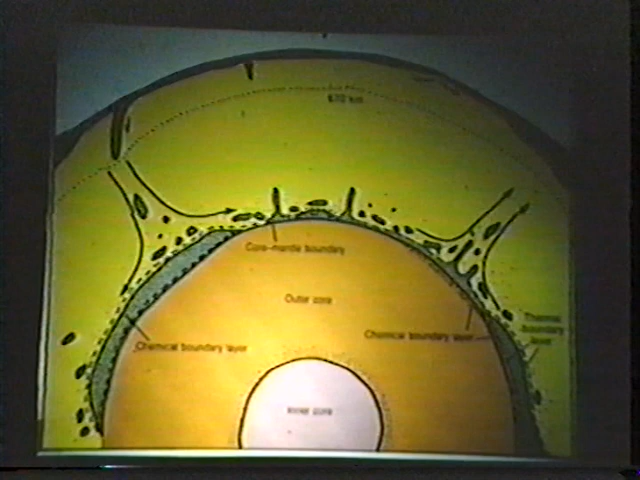 670 km
Core-mantle boundary
Outer core
Thermal
boundary
layer
Chemical boundary layer
Chemical boundary layer
Inner core